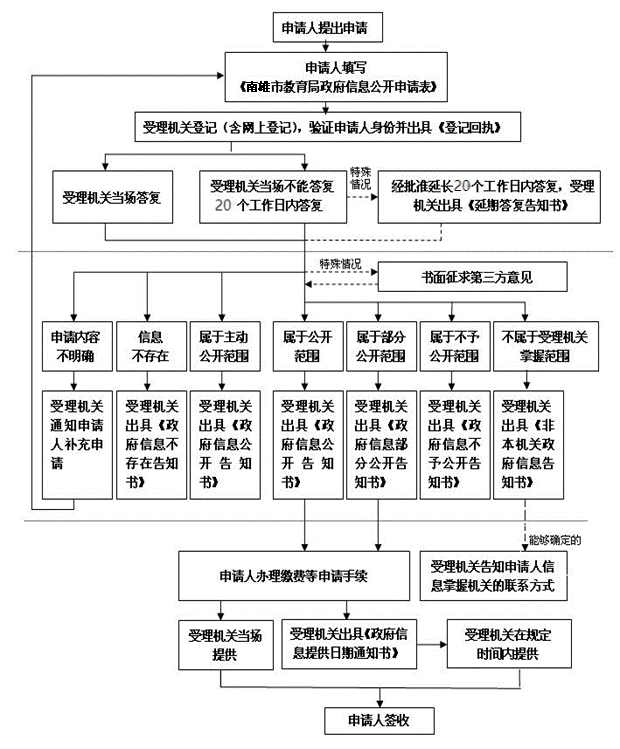 申请人提出申请
申请人填写
《南雄市教育局政府信息公开申请表》
受理机关登记（含网上登记），验证申请人身份并出具《登记回执》
受理机关当场答复
受理机关当场不能答复
20 个工作日内答复
特殊
情况
经批准延长20个工作日内答复，受理
机关出具《延期答复告知书》
特殊情况
书面征求第三方意见
申请内容
不明确
信息
不存在
属于主动
公开范围
属于公开
范围
属于部分
公开范围
属于不予
公开范围
不属于受理机关
掌握范围
受理机关
通知申请
人补充申
请
受理机关
出具《政
府信息不
存在告知
书》
受理机关
出具《政
府信息公
开告知
书》
受理机关
出具《政
府信息公
开告知
书》
受理机关
出具《政
府信息部
分公开告
知书》
受理机关
出具《政
府信息不
予公开告
知书》
受理机关
出具《非
本机关政
府信息告
知书》
能够确定的
申请人办理缴费等申请手续
受理机关告知申请人信
息掌握机关的联系方式
受理机关当场
提供
受理机关出具《政府信
息提供日期通知书》
受理机关在规定
时间内提供
申请人签收